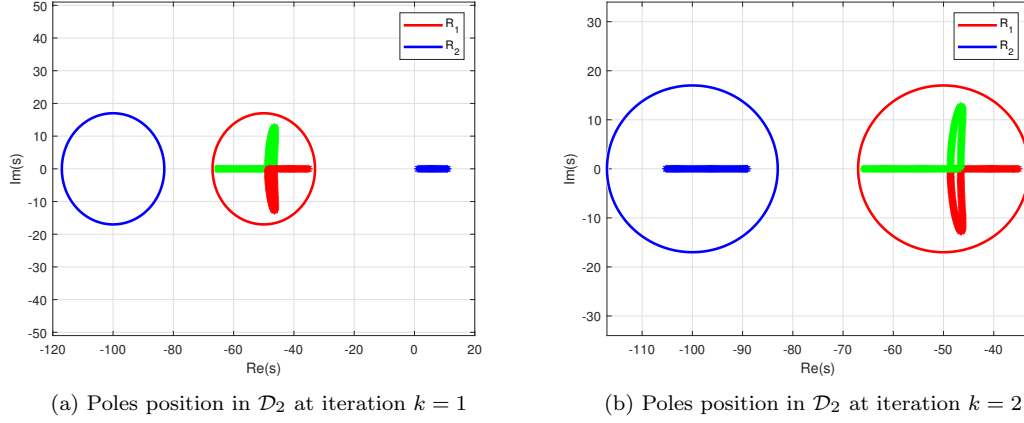 50
40
30
20
10
0
-10
-20
-30
-40
-50
Im(s)
-120 -100 -80 -60 -40 -20 0 20
Re(s)
R1
R2
(a) Poles position in 𝒟2 at iteration k = 1
30
20
10
0
-10
-20
-30
Im(s)
-110 -100 -90 -80 -70 -60 -50 -40
Re(s)
R1
R2
(b) Poles position in 𝒟2 at iteration k = 2